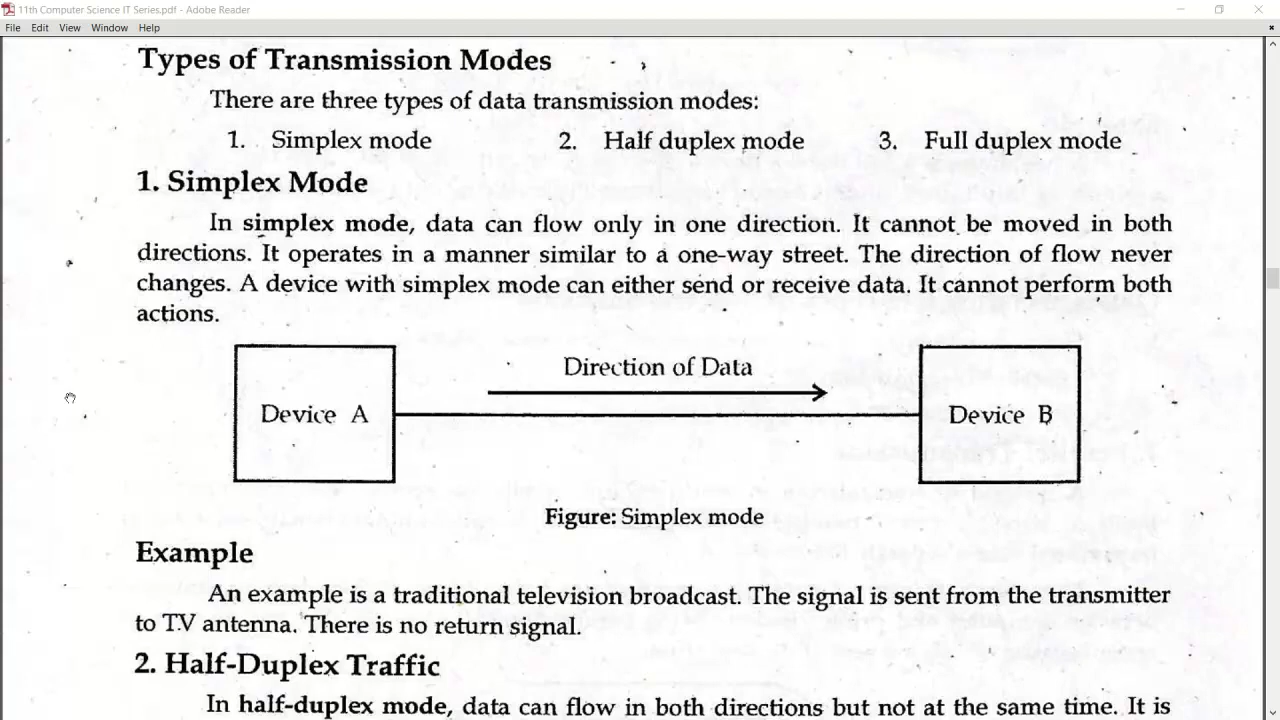 11th Computer Science IT Series.pdf - Adobe Reader
File Edit View Window Help
Types of Transmission Modes
There are three types of data transmission modes:
1. Simplex mode 2. Half duplex mode 3. Full duplex mode
1. Simplex Mode
In simplex mode, data can flow only in one direction. It cannot be moved in both
directions. It operates in a manner similar to a one-way street. The direction of flow never
changes. A device with simplex mode can either send or receive data. It cannot perform both
actions.
Direction of Data
Device A
Device B
Figure: Simplex mode
Example
An example is a traditional television broadcast. The signal is sent from the transmitter
to TV antenna. There is no return signal.
2. Half-Duplex Traffic
In half-duplex mode, data can flow in both directions but not at the same time. It is